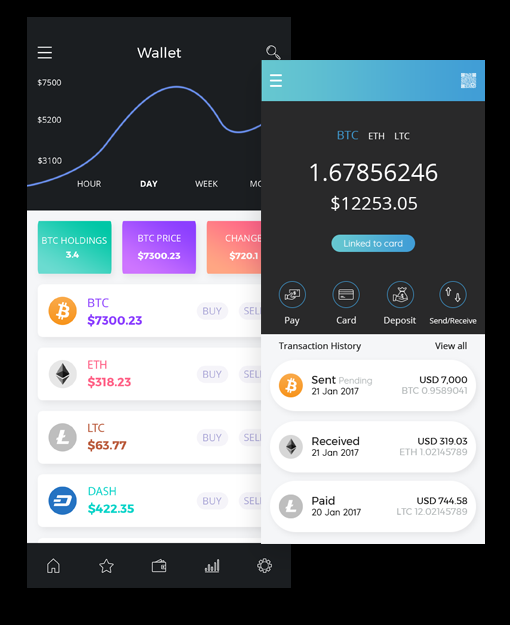 Wallet
$7500
$5200
$3100
HOUR DAY WEEK MO
BTC HOLDINGS
3.4
BTC PRICE
$7300.23
CHANGE
$720.1
BTC
$7300.23
BUY SEL
ETH
$318.23
BUY SEL
LTC
$63.77
BUY SEL
DASH
$422.35
BUY SEL
BTC ETH LTC
1.67856246
$12253.05
Linked to card
Pay Card Deposit Send/Receive
Transaction History View all
Sent Pending USD 7,000
21 Jan 2017 BTC 0.9589041
Received USD 319.03
21 Jan 2017 ETH 1.02145789
Paid USD 744.58
20 Jan 2017 LTC 12.02145789